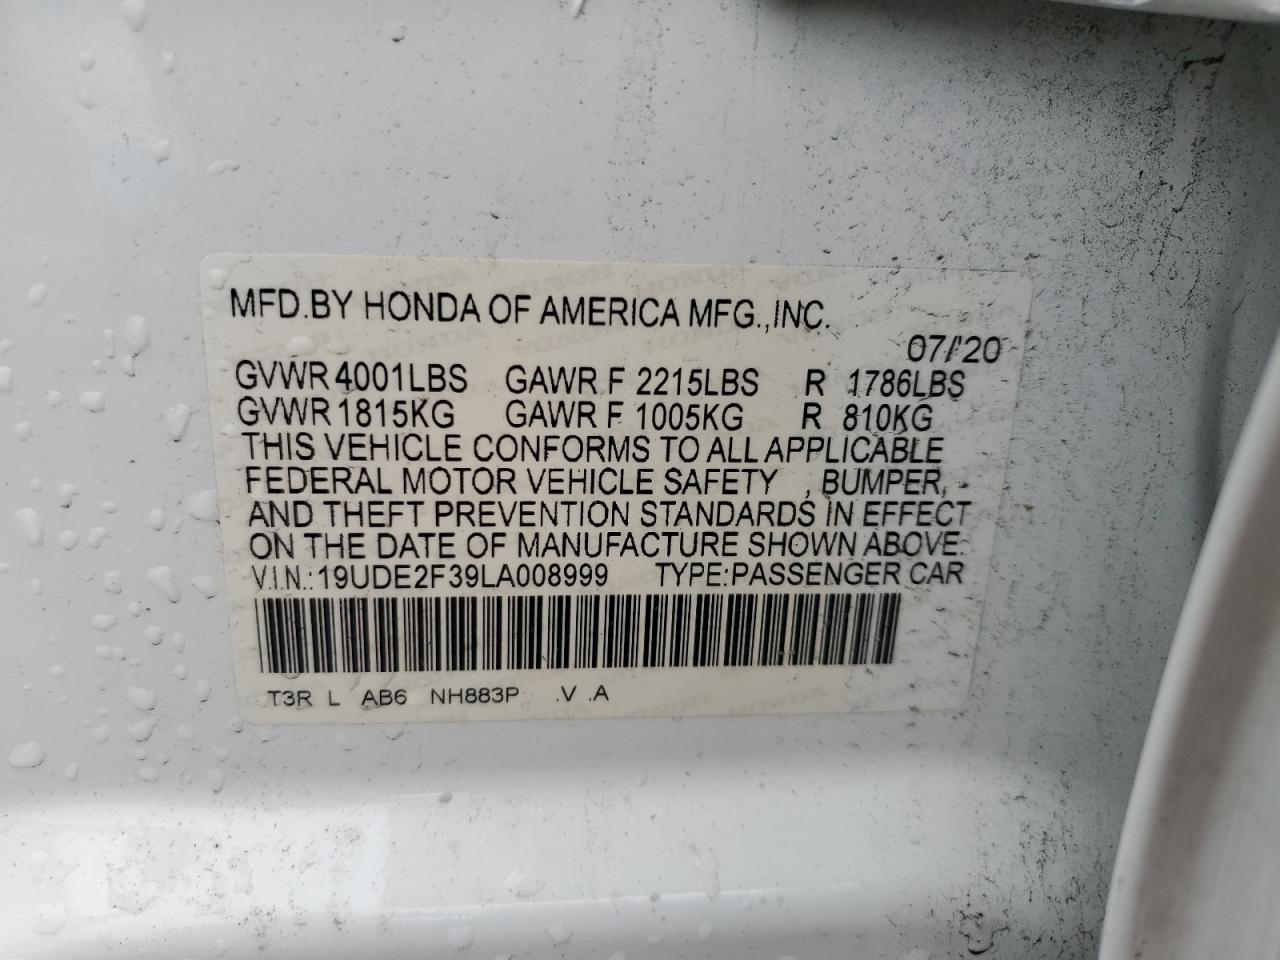 MFD.BY HONDA OF AMERICA MFG.,INC.
07/20
GVWR 4001LBS GAWR F 2215LBS R 1786LBS
GVWR 1815KG GAWR F 1005KG R 810KG
THIS VEHICLE CONFORMS TO ALL APPLICABLE
FEDERAL MOTOR VEHICLE SAFETY , BUMPER,
AND THEFT PREVENTION STANDARDS IN EFFECT
ON THE DATE OF MANUFACTURE SHOWN ABOVE.
V.I.N.:19UDE2F39LA008999 TYPE:PASSENGER CAR
T3R L AB6 NH883P .V .A